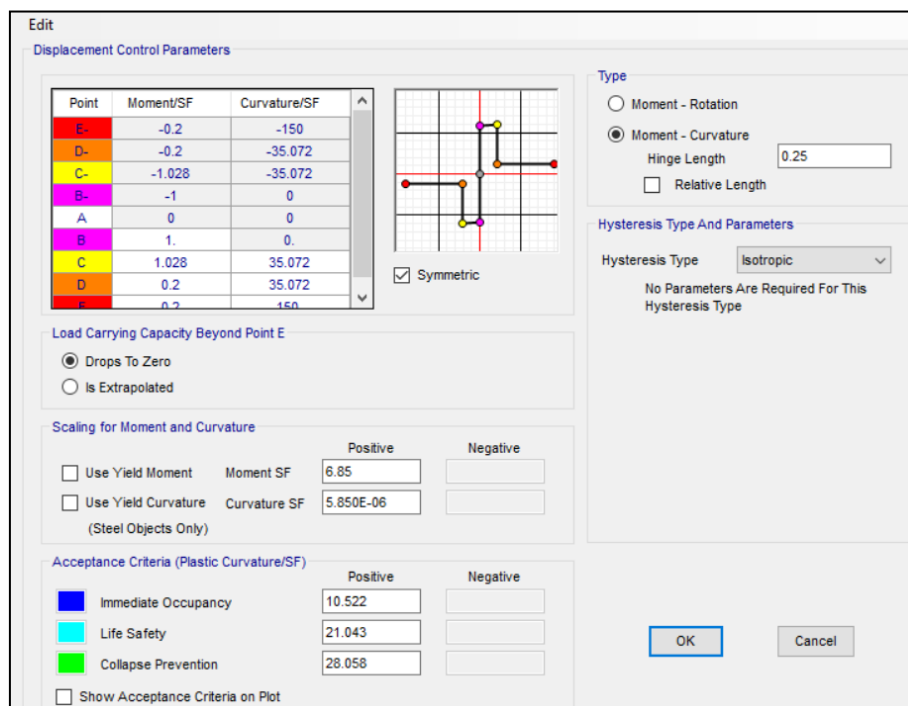 Edit
Displacement Control Parameters
Point Moment/SF Curvature/SF
E- -0.2 -150
D- -0.2 -35.072
C- -1.028 -35.072
B- -1 0
A 0 0
B 1. 0.
C 1.028 35.072
D 0.2 35.072
E 0.2 150
Symmetric
Type
Moment - Rotation
Moment - Curvature
Hinge Length 0.25
Relative Length
Hysteresis Type And Parameters
Hysteresis Type Isotropic
No Parameters Are Required For This
Hysteresis Type
Load Carrying Capacity Beyond Point E
Drops To Zero
Is Extrapolated
Scaling for Moment and Curvature
Positive Negative
Use Yield Moment Moment SF 6.85
Use Yield Curvature Curvature SF 5.850E-06
(Steel Objects Only)
Acceptance Criteria (Plastic Curvature/SF)
Positive Negative
Immediate Occupancy 10.522
Life Safety 21.043
Collapse Prevention 28.058
Show Acceptance Criteria on Plot
OK Cancel